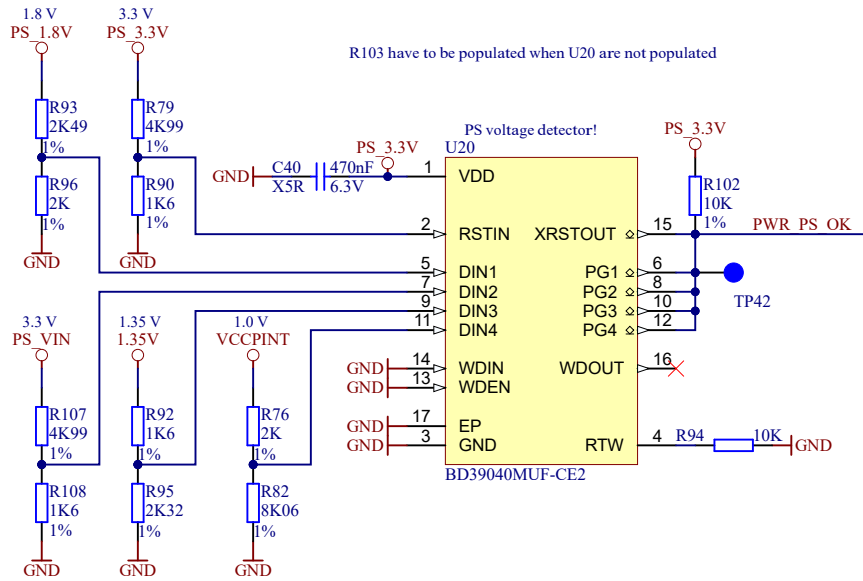 1.8 V
PS_1.8V
3.3 V
PS_3.3V
R103 have to be populated when U20 are not populated
R93
2K49
1%
R79
4K99
1%
R96
2K
1%
R90
1K6
1%
GND
GND
PS voltage detector!
U20
PS_3.3V
GND
C40
X5R
470nF
6.3V
PS_3.3V
R102
10K
1%
PWR_PS_OK
TP42
1
VDD
2
RSTIN
5
DIN1
7
DIN2
9
DIN3
11
DIN4
14
WDIN
13
WDEN
17
EP
3
GND
XRSTOUT
15
PG1
6
PG2
8
PG3
10
PG4
12
WDOUT
16
RTW
4
R94
10K
GND
GND
GND
GND
GND
BD39040MUF-CE2
3.3 V
PS_VIN
1.35 V
1.35V
1.0 V
VCCPINT
R107
4K99
1%
R92
1K6
1%
R76
2K
1%
R108
1K6
1%
R95
2K32
1%
R82
8K06
1%
GND
GND
GND